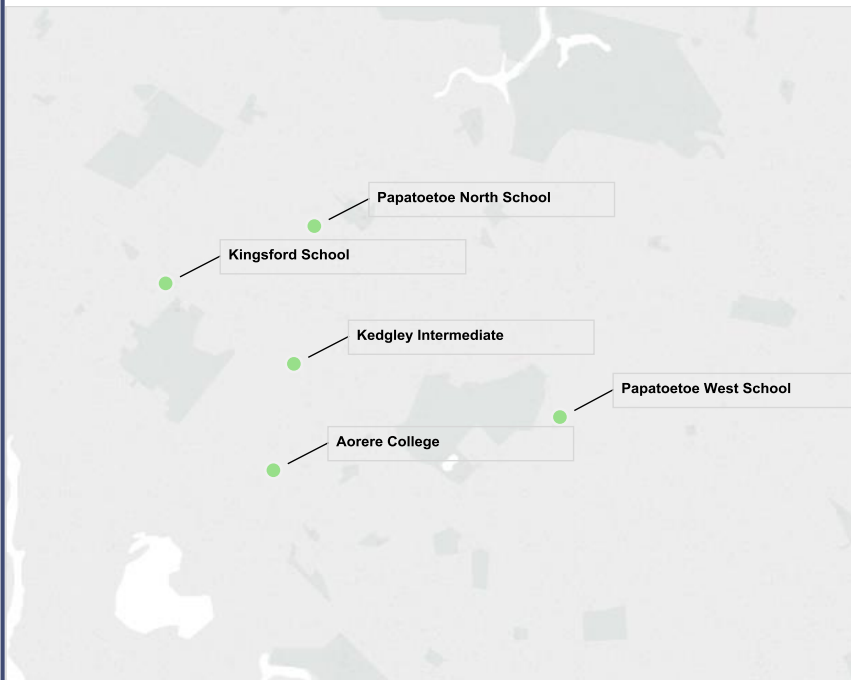 Papatoetoe North School
Kingsford School
Kedgley Intermediate
Papatoetoe West School
Aorere College